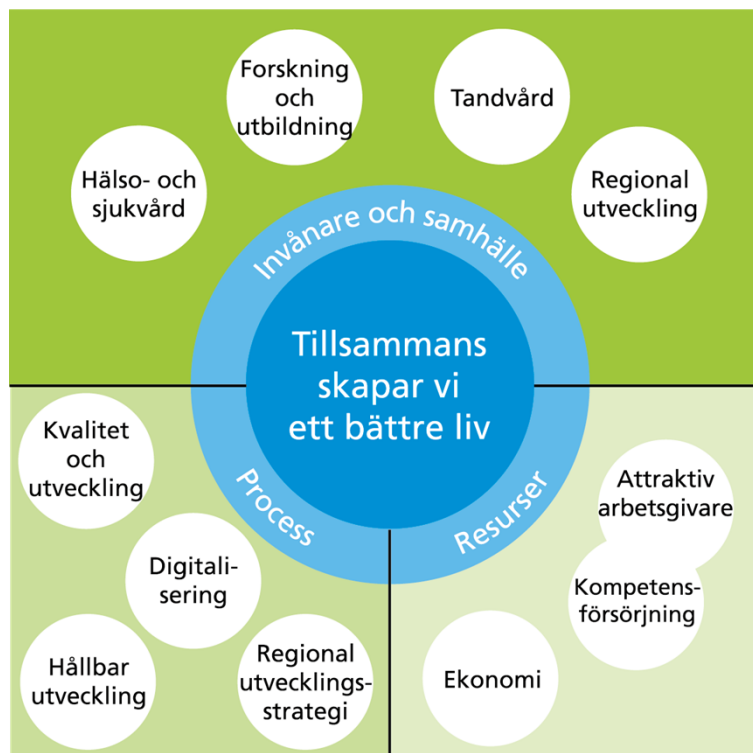 Forskning
och
utbildning
Tandvård
Hälso- och
sjukvård
Regional
utveckling
Invånare och samhälle
Tillsammans
skapar vi
ett bättre liv
Process
Resurser
Kvalitet
och
utveckling
Digitali-
sering
Hållbar
utveckling
Regional
utvecklings-
strategi
Attraktiv
arbetsgivare
Kompetens-
försörjning
Ekonomi